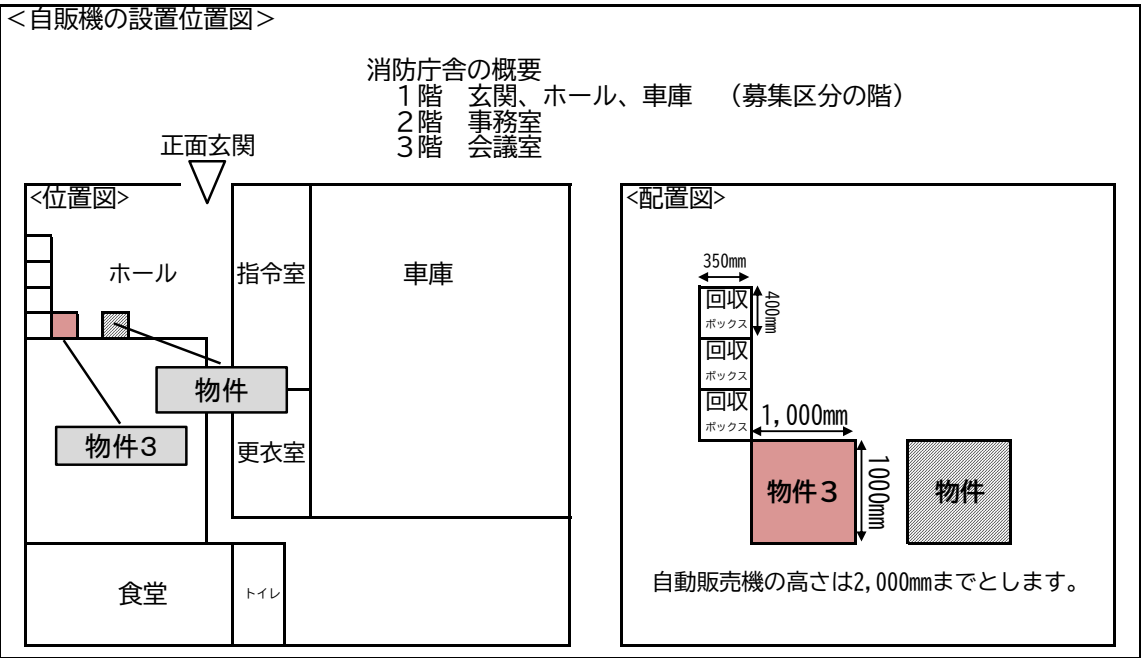 <自販機の設置位置図>
消防庁舎の概要
1階　玄関、ホール、車庫　（募集区分の階）
2階　事務室
3階　会議室
正面玄関
<位置図>
ホール
指令室
車庫
物件
物件3
更衣室
食堂
トイレ
<配置図>
350mm
回収
ボックス
400mm
回収
ボックス
回収
ボックス
1,000mm
物件3
1000mm
物件
自動販売機の高さは2,000mmまでとします。